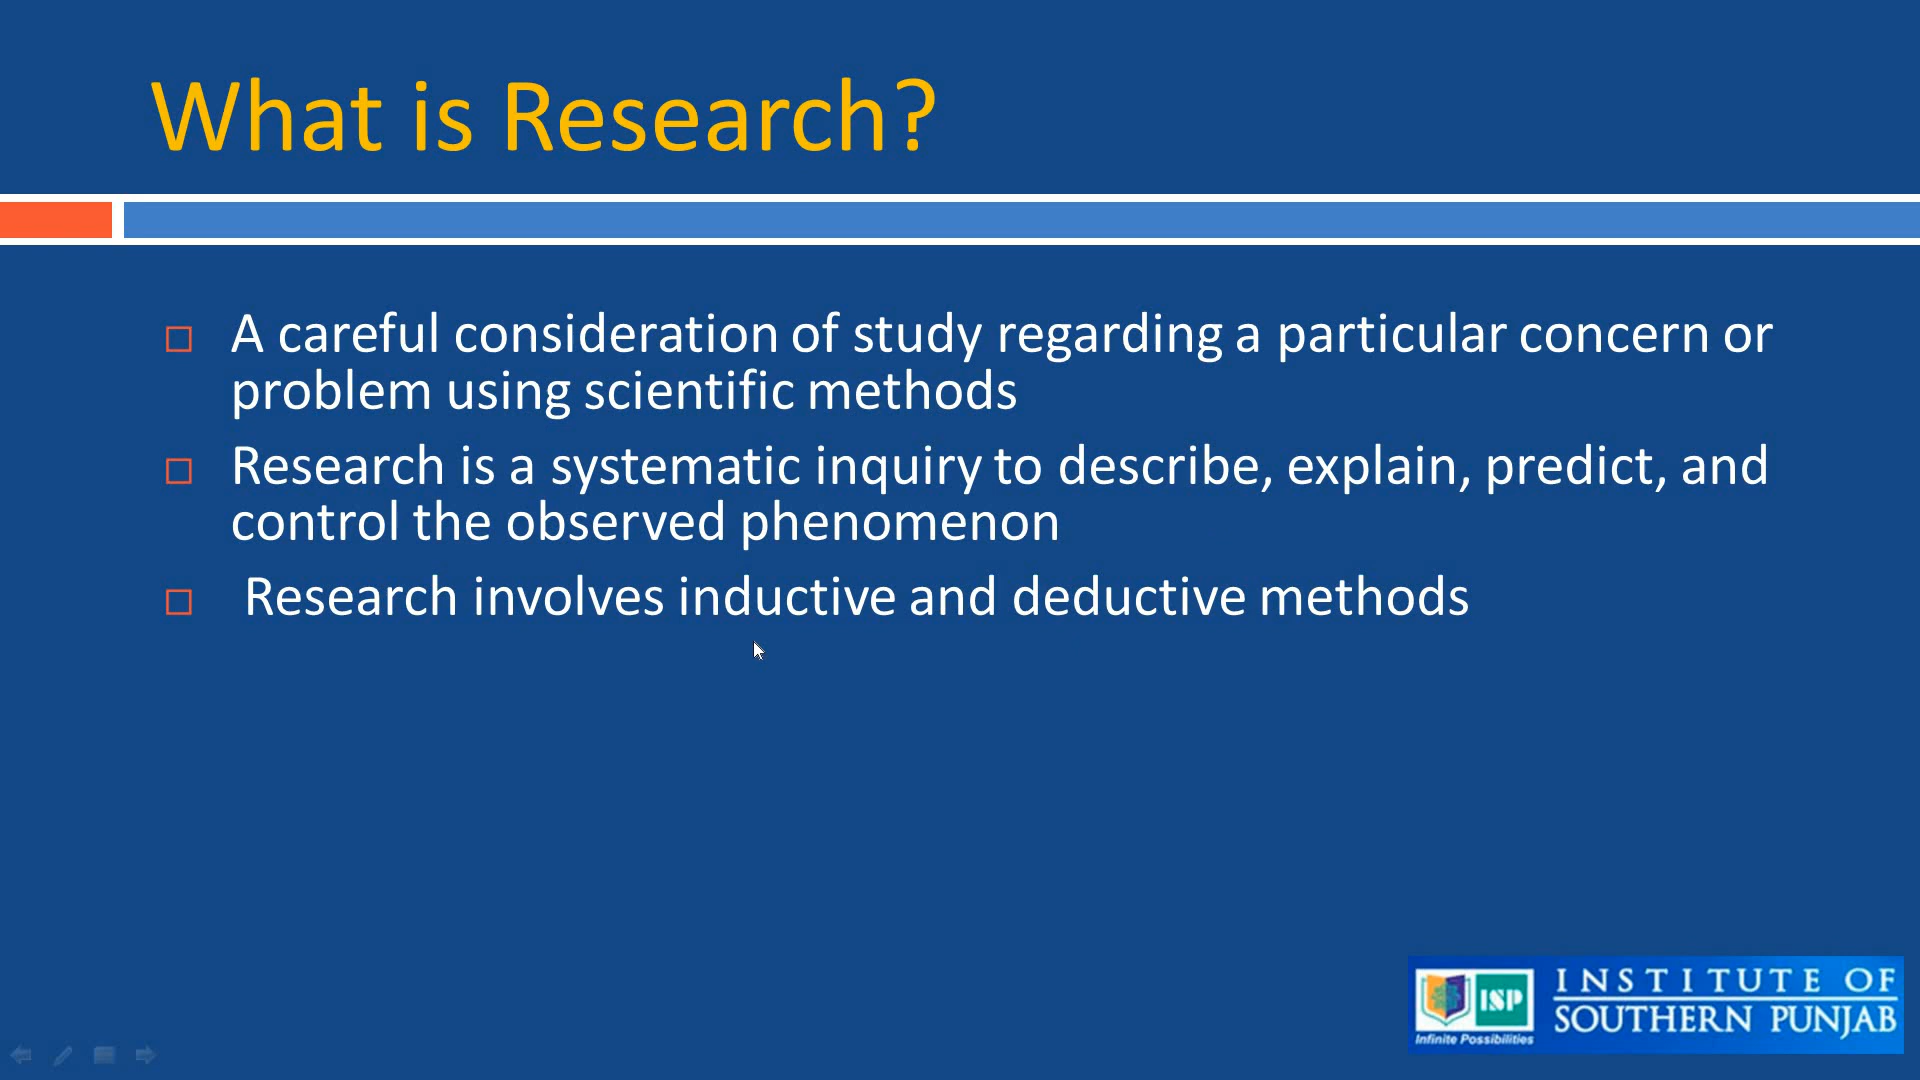 What is Research?
A careful consideration of study regarding a particular concern or
problem using scientific methods
Research is a systematic inquiry to describe, explain, predict, and
control the observed phenomenon
Research involves inductive and deductive methods
ISP
Infinite Possibilities
INSTITUTE OF
SOUTHERN PUNJAB